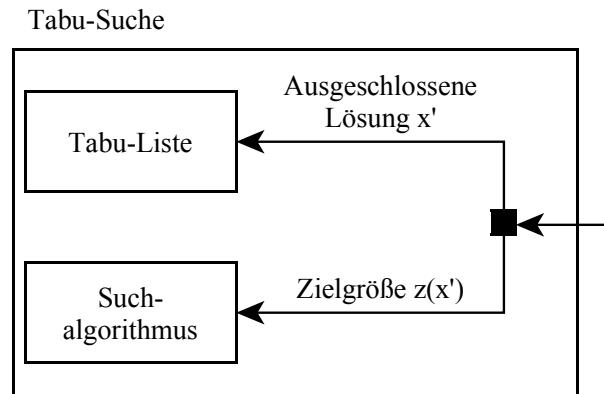 Tabu-Suche
Ausgeschlossene
Lösung x'
Tabu-Liste
Zielgröße z(x')
Such-
algorithmus